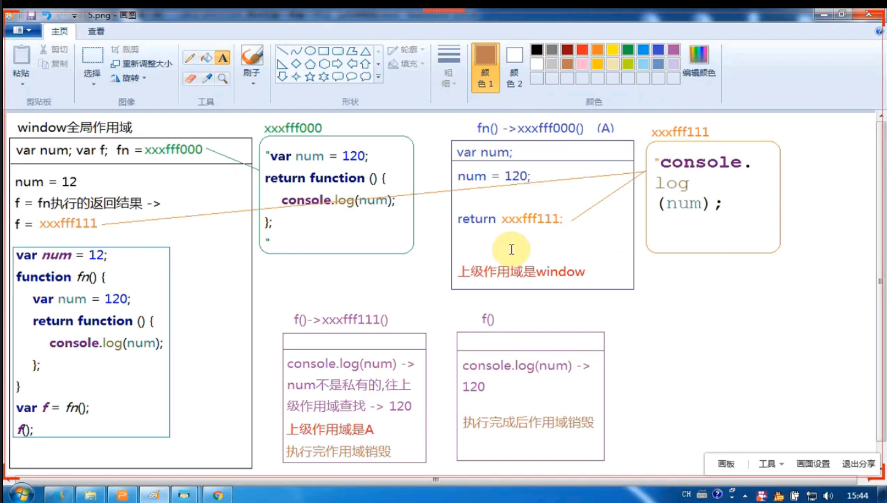 5.png - 画图
主页
查看
粘贴
剪切
复制
剪贴板
选择
裁剪
重新调整大小
旋转
图像
工具
刷子
形状
轮廓
填充
粗
细
颜
色 1
颜
色 2
编辑颜色
颜色
window全局作用域
var num; var f; fn = xxxfff000
num = 12
f = fn执行的返回结果 ->
f = xxxfff111
var num = 12;
function fn() {
var num = 120;
return function () {
console.log(num);
};
}
var f = fn();
f();
xxxfff000
"var num = 120;
return function () {
console.log(num);
};
"
fn() ->xxxfff000() (A)
var num;
num = 120;
return xxxfff111;
上级作用域是window
xxxfff111
"console.
log
(num);
f()->xxxfff111()
console.log(num) ->
num不是私有的,往上
级作用域查找 -> 120
上级作用域是A
执行完作用域销毁
f()
console.log(num) ->
120
执行完成后作用域销毁
画板
工具
画面设置
退出分享
CH
15:44